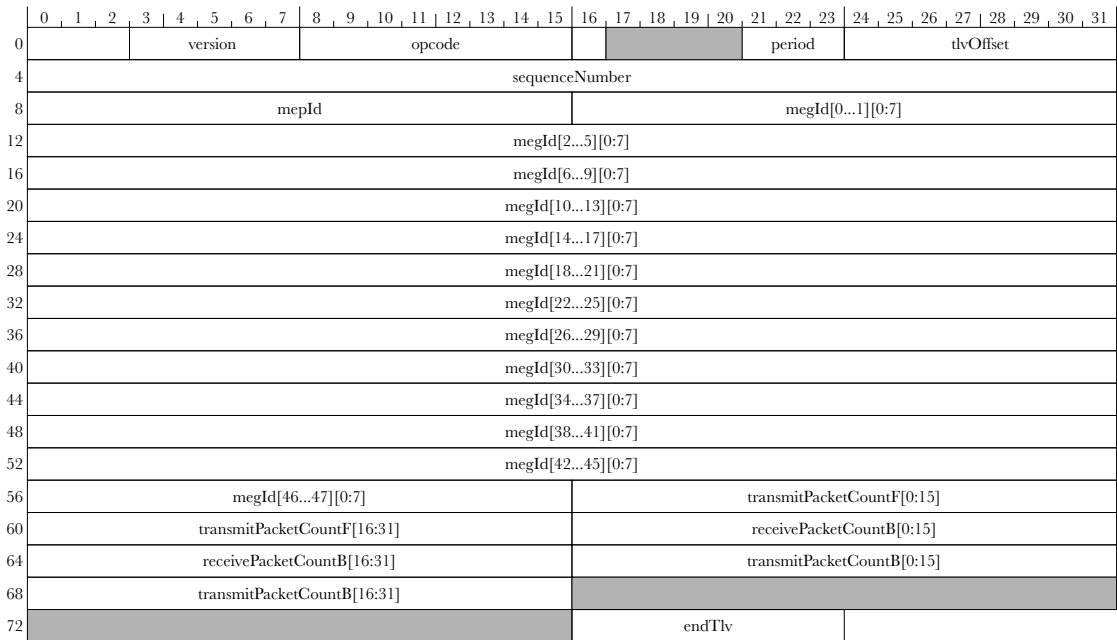 0 1 2 3 4 5 6 7 8 9 10 11 12 13 14 15 16 17 18 19 20 21 22 23 24 25 26 27 28 29 30 31
0 version opcode period tlvOffset
4 sequenceNumber
8 mepId megId[0...1][0:7]
12 megId[2...5][0:7]
16 megId[6...9][0:7]
20 megId[10...13][0:7]
24 megId[14...17][0:7]
28 megId[18...21][0:7]
32 megId[22...25][0:7]
36 megId[26...29][0:7]
40 megId[30...33][0:7]
44 megId[34...37][0:7]
48 megId[38...41][0:7]
52 megId[42...45][0:7]
56 megId[46...47][0:7] transmitPacketCountF[0:15]
60 transmitPacketCountF[16:31] receivePacketCountB[0:15]
64 receivePacketCountB[16:31] transmitPacketCountB[0:15]
68 transmitPacketCountB[16:31]
72 endTlv